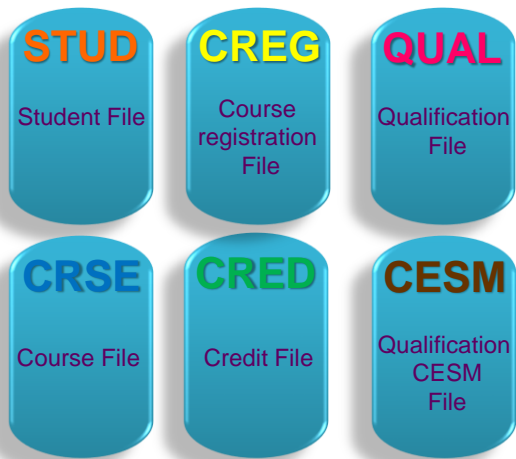 STUD
Student File
CREG
Course
registration
File
QUAL
Qualification
File
CRSE
Course File
CRED
Credit File
CESM
Qualification
CESM
File